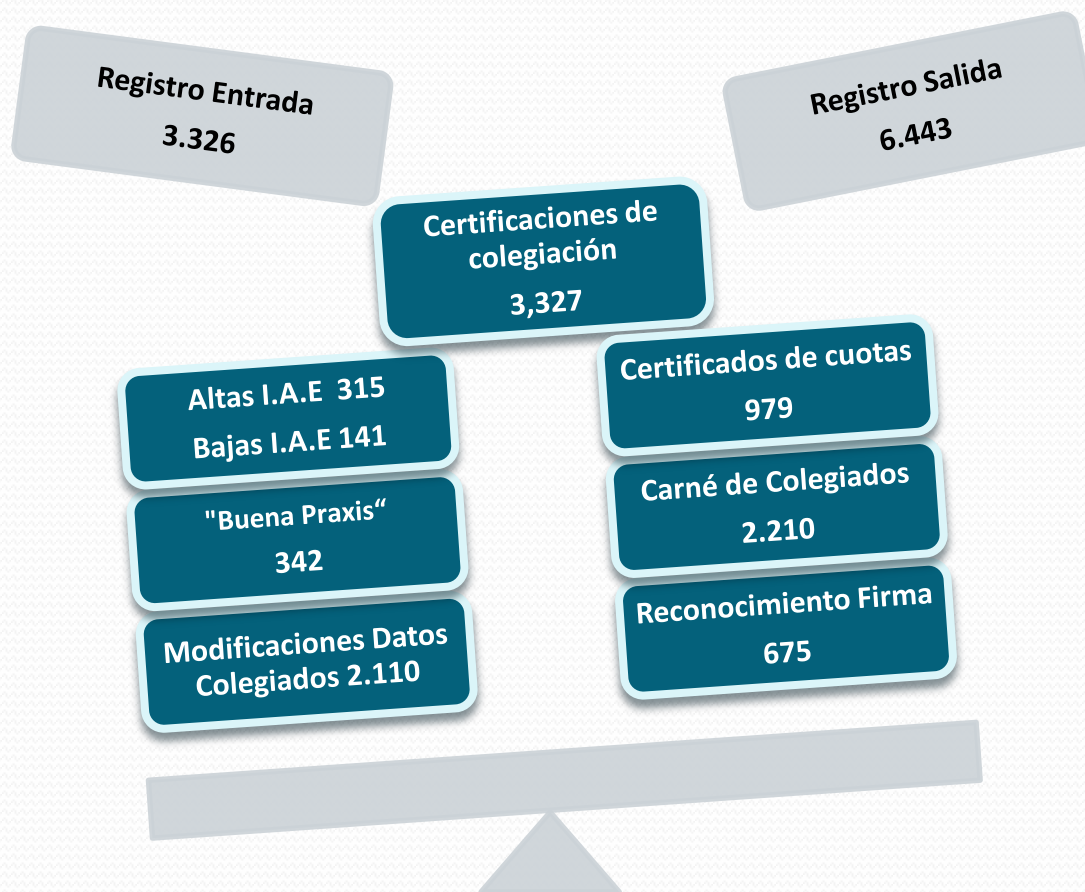 Registro Entrada
3.326
Registro Salida
6.443
Certificaciones de
colegiación
3,327
Altas I.A.E  315
Bajas I.A.E 141
"Buena Praxis“
342
Modificaciones Datos
Colegiados 2.110
Certificados de cuotas
979
Carné de Colegiados
2.210
Reconocimiento Firma
675